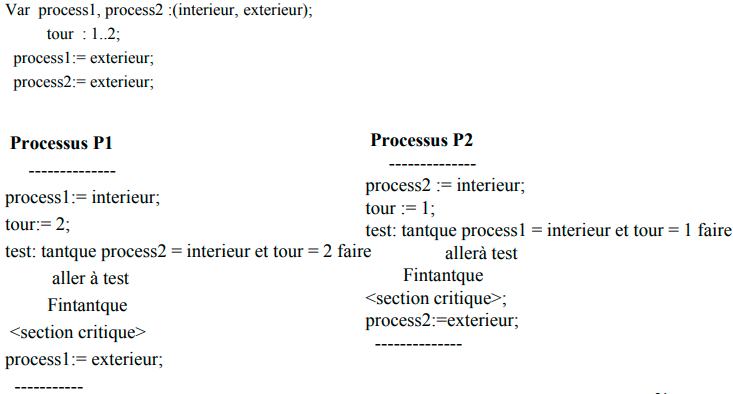 Var process1, process2 :(interieur, exterieur);
tour : 1..2;
process1:= exterieur;
process2:= exterieur;
Processus P1
--------------
process1:= interieur;
tour:= 2;
test: tantque process2 = interieur et tour = 2 faire
aller à test
Fintantque
<section critique>
process1:= exterieur;
-----------
Processus P2
--------------
process2 := interieur;
tour := 1;
test: tantque process1 = interieur et tour = 1 faire
allerà test
Fintantque
<section critique>;
process2:=exterieur;
--------------